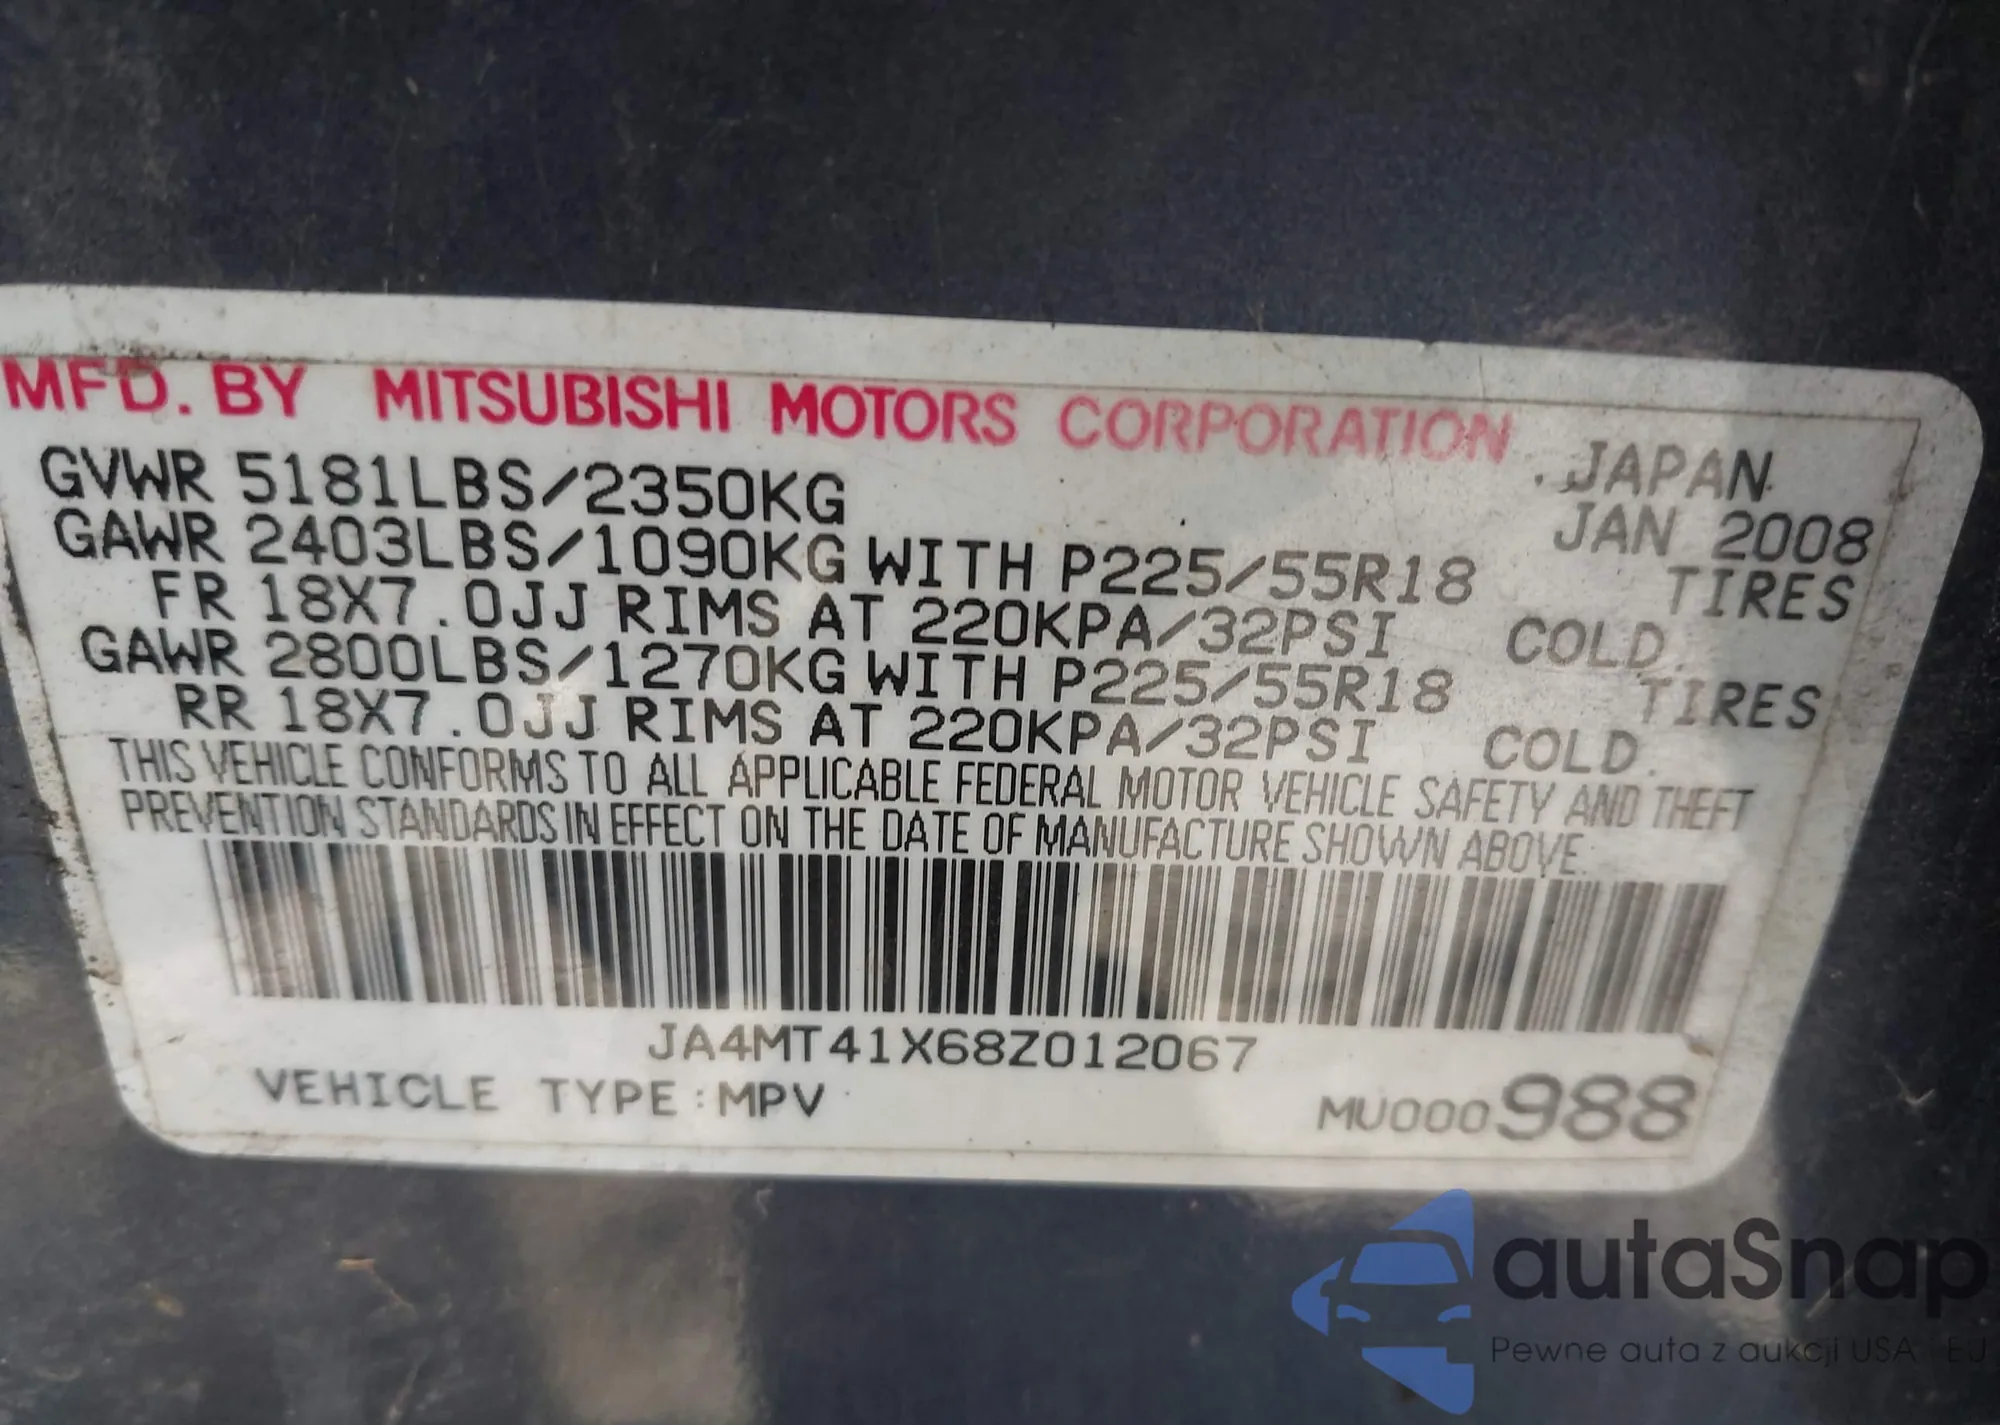 MFD. BY MITSUBISHI MOTORS CORPORATION
JAPAN
GVWR 5181LBS/2350KG JAN 2008
GAWR 2403LBS/1090KG WITH P225/55R18 TIRES
FR 18X7.0JJ RIMS AT 220KPA/32PSI COLD.
GAWR 2800LBS/1270KG WITH P225/55R18 TIRES
RR 18X7.0JJ RIMS AT 220KPA/32PSI COLD.
THIS VEHICLE CONFORMS TO ALL APPLICABLE FEDERAL MOTOR VEHICLE SAFETY AND THEFT
PREVENTION STANDARDS IN EFFECT ON THE DATE OF MANUFACTURE SHOWN ABOVE.
JA4MT41X68Z012067
VEHICLE TYPE:MPV MU000988
autaSnap
Pewne auta z aukcji USA i EJ